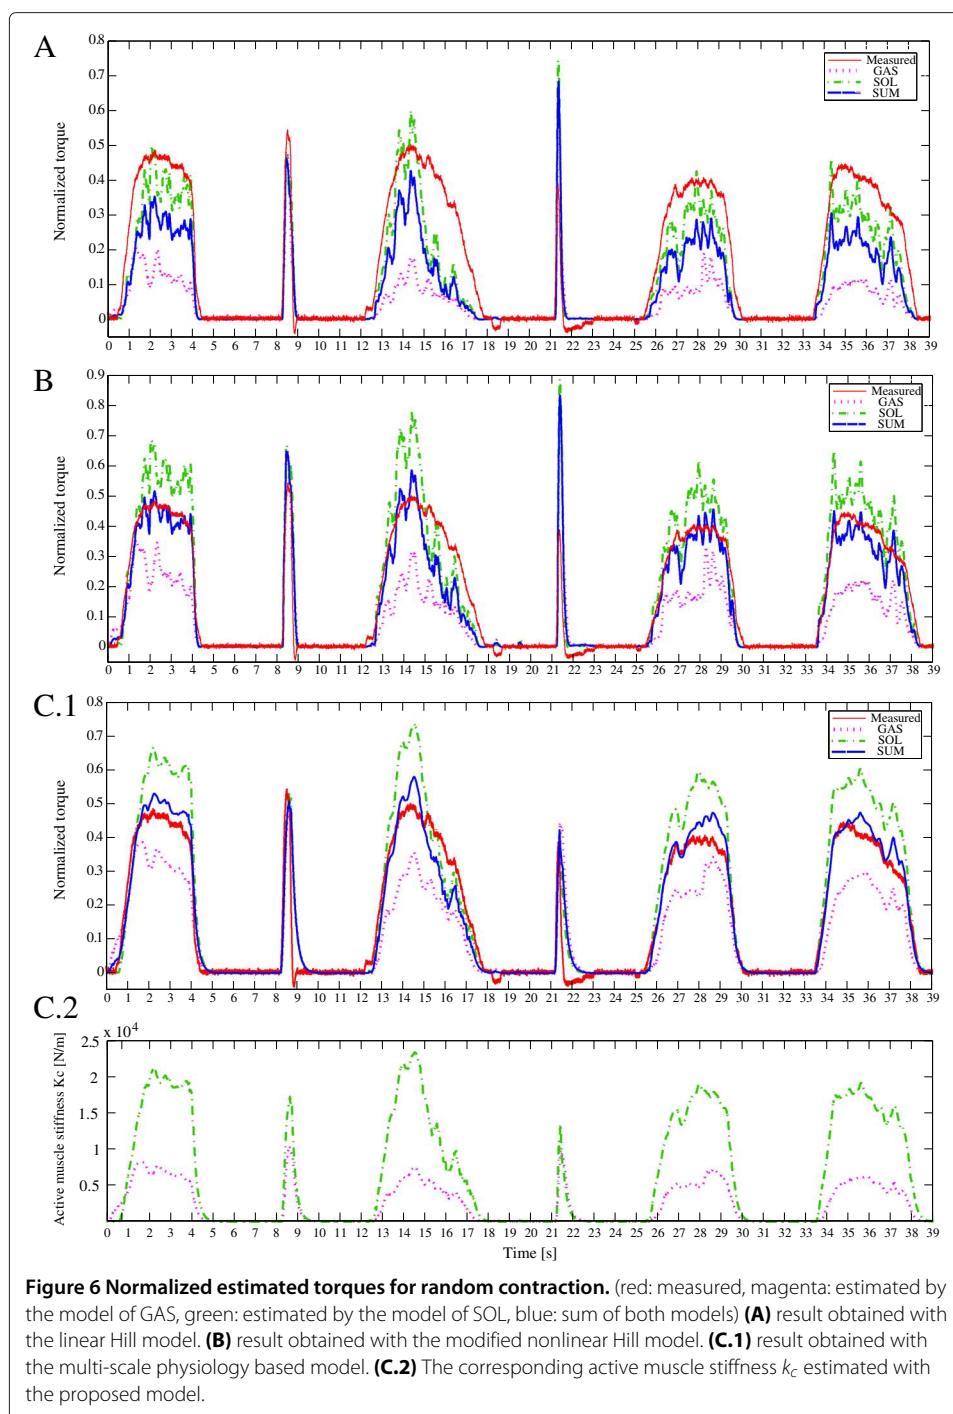 A
0.8
0.7
0.6
0.5
0.4
0.3
0.2
0.1
0
Normalized torque
Measured
GAS
SOL
SUM
0 1 2 3 4 5 6 7 8 9 10 11 12 13 14 15 16 17 18 19 20 21 22 23 24 25 26 27 28 29 30 31 32 33 34 35 36 37 38 39
B
0.9
0.8
0.7
0.6
0.5
0.4
0.3
0.2
0.1
0
Normalized torque
Measured
GAS
SOL
SUM
0 1 2 3 4 5 6 7 8 9 10 11 12 13 14 15 16 17 18 19 20 21 22 23 24 25 26 27 28 29 30 31 32 33 34 35 36 37 38 39
C.1
0.8
0.7
0.6
0.5
0.4
0.3
0.2
0.1
0
Normalized torque
Measured
GAS
SOL
SUM
0 1 2 3 4 5 6 7 8 9 10 11 12 13 14 15 16 17 18 19 20 21 22 23 24 25 26 27 28 29 30 31 32 33 34 35 36 37 38 39
C.2
x 10⁴
2.5
2
1.5
1
0.5
Active muscle stiffness Kc [N/m]
0 1 2 3 4 5 6 7 8 9 10 11 12 13 14 15 16 17 18 19 20 21 22 23 24 25 26 27 28 29 30 31 32 33 34 35 36 37 38 39
Time [s]
Figure 6 Normalized estimated torques for random contraction. (red: measured, magenta: estimated by
the model of GAS, green: estimated by the model of SOL, blue: sum of both models) (A) result obtained with
the linear Hill model. (B) result obtained with the modified nonlinear Hill model. (C.1) result obtained with
the multi-scale physiology based model. (C.2) The corresponding active muscle stiffness kc estimated with
the proposed model.